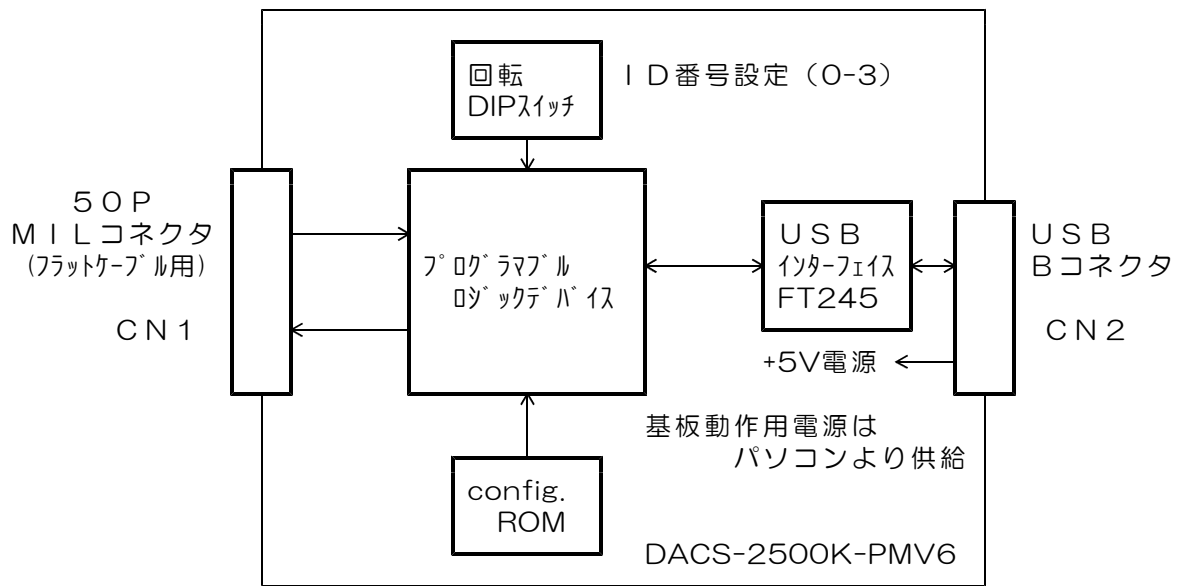 回転
DIPｽｲｯﾁ
ＩＤ番号設定（0-3）
５０Ｐ
ＭＩＬコネクタ
(ﾌﾗｯﾄｹｰﾌﾞﾙ用)
ＣＮ１
ﾌﾟﾛｸﾞﾗﾏﾌﾞﾙ
ﾛｼﾞｯｸﾃﾞﾊﾞｲｽ
ＵＳＢ
ｲﾝﾀｰﾌｪｲｽ
FT245
ＵＳＢ
Ｂコネクタ
ＣＮ２
+5V電源
基板動作用電源は
パソコンより供給
config.
ROM
DACS-2500K-PMV6